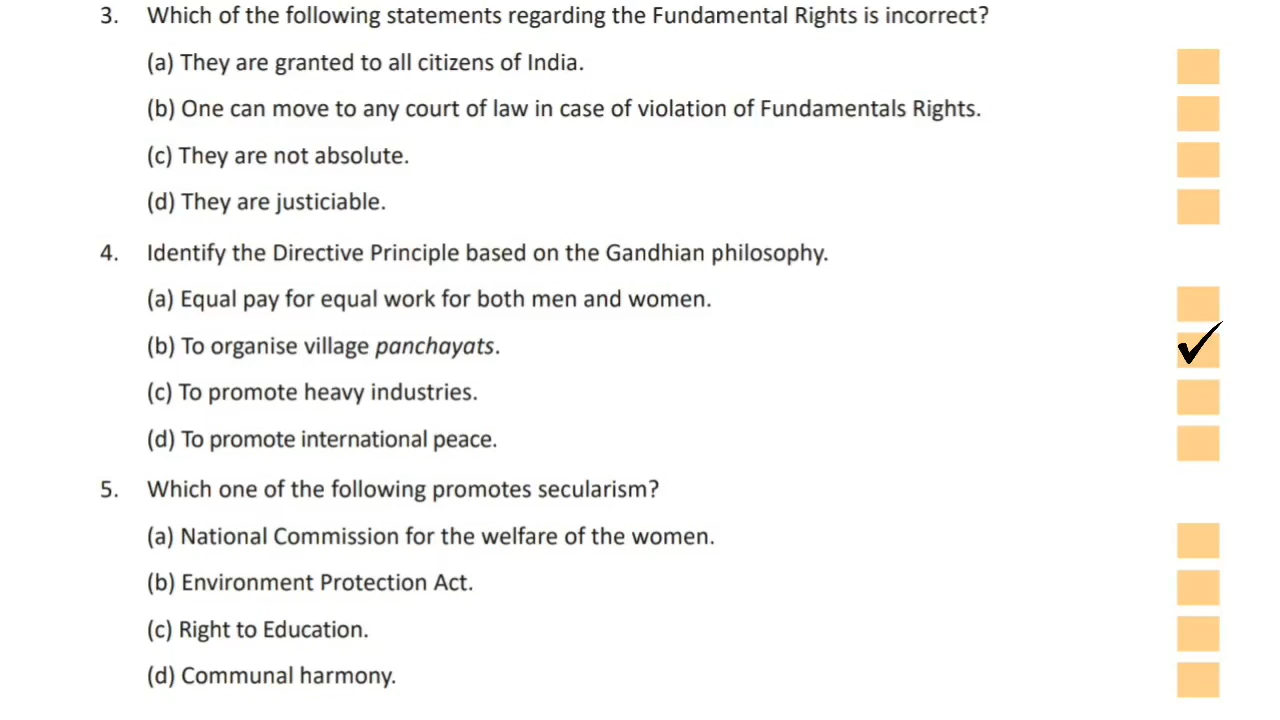 3. Which of the following statements regarding the Fundamental Rights is incorrect?
(a) They are granted to all citizens of India.
(b) One can move to any court of law in case of violation of Fundamentals Rights.
(c) They are not absolute.
(d) They are justiciable.
4. Identify the Directive Principle based on the Gandhian philosophy.
(a) Equal pay for equal work for both men and women.
(b) To organise village panchayats.
(c) To promote heavy industries.
(d) To promote international peace.
5. Which one of the following promotes secularism?
(a) National Commission for the welfare of the women.
(b) Environment Protection Act.
(c) Right to Education.
(d) Communal harmony.